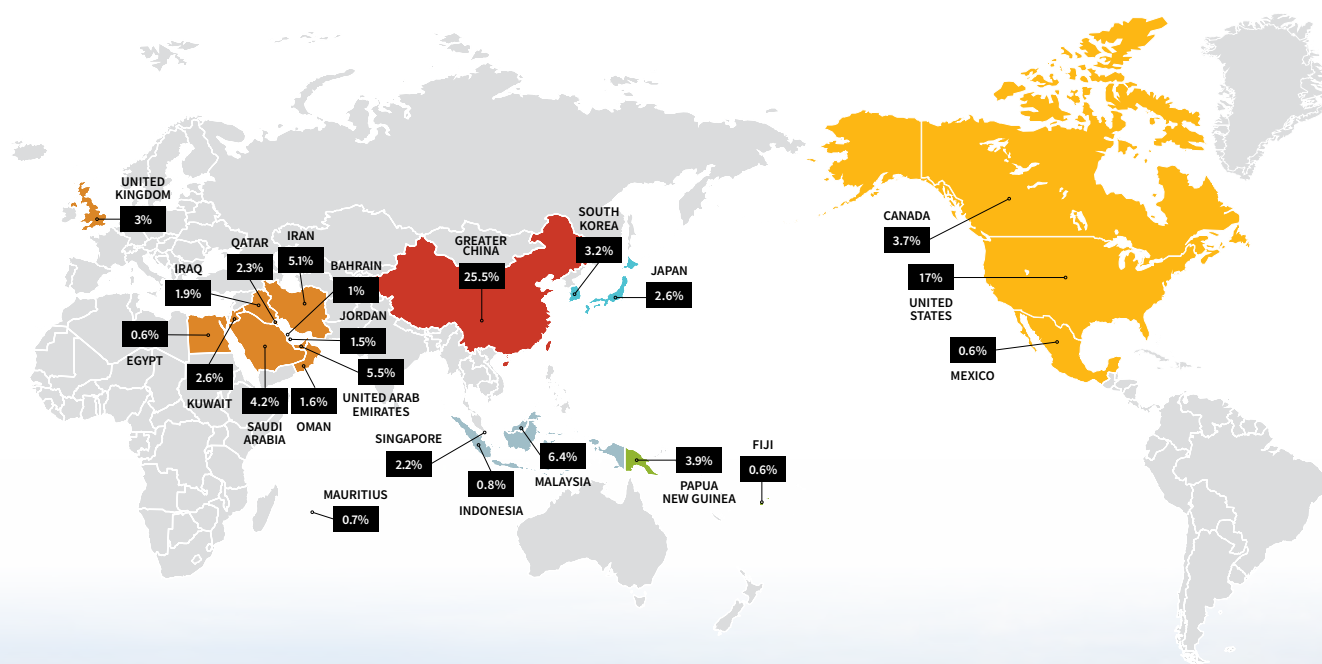 UNITED
KINGDOM
3%
QATAR
2.3%
IRAN
5.1%
IRAQ
1.9%
BAHRAIN
1%
JORDAN
1.5%
0.6%
EGYPT
2.6%
KUWAIT
4.2%
SAUDI
ARABIA
1.6%
OMAN
5.5%
UNITED ARAB
EMIRATES
GREATER
CHINA
25.5%
SOUTH
KOREA
3.2%
JAPAN
2.6%
SINGAPORE
2.2%
0.8%
INDONESIA
6.4%
MALAYSIA
3.9%
PAPUA
NEW GUINEA
FIJI
0.6%
MAURITIUS
0.7%
CANADA
3.7%
17%
UNITED
STATES
0.6%
MEXICO